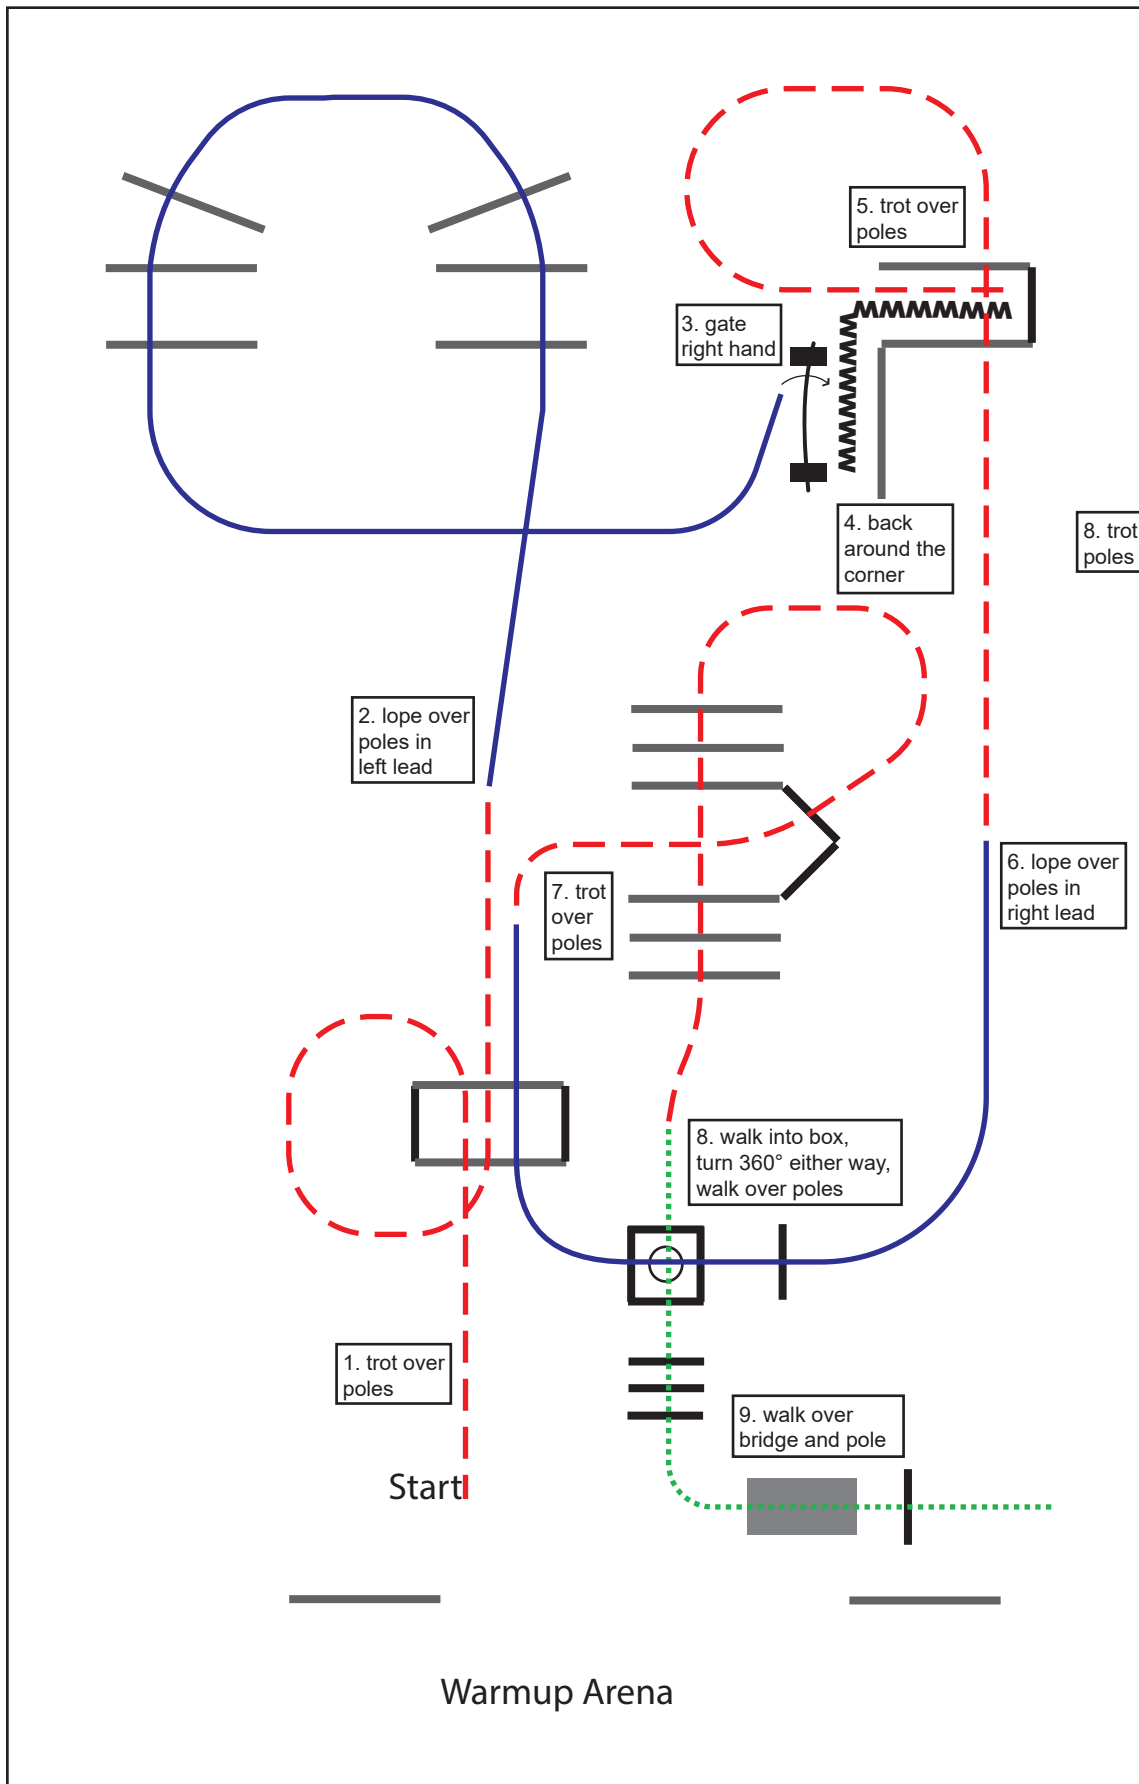 5. trot over
poles
3. gate
right hand
4. back
around the
corner
8. trot
poles
2. lope over
poles in
left lead
6. lope over
poles in
right lead
7. trot
over
poles
8. walk into box,
turn 360° either way,
walk over poles
1. trot over
poles
9. walk over
bridge and pole
Start
Warmup Arena